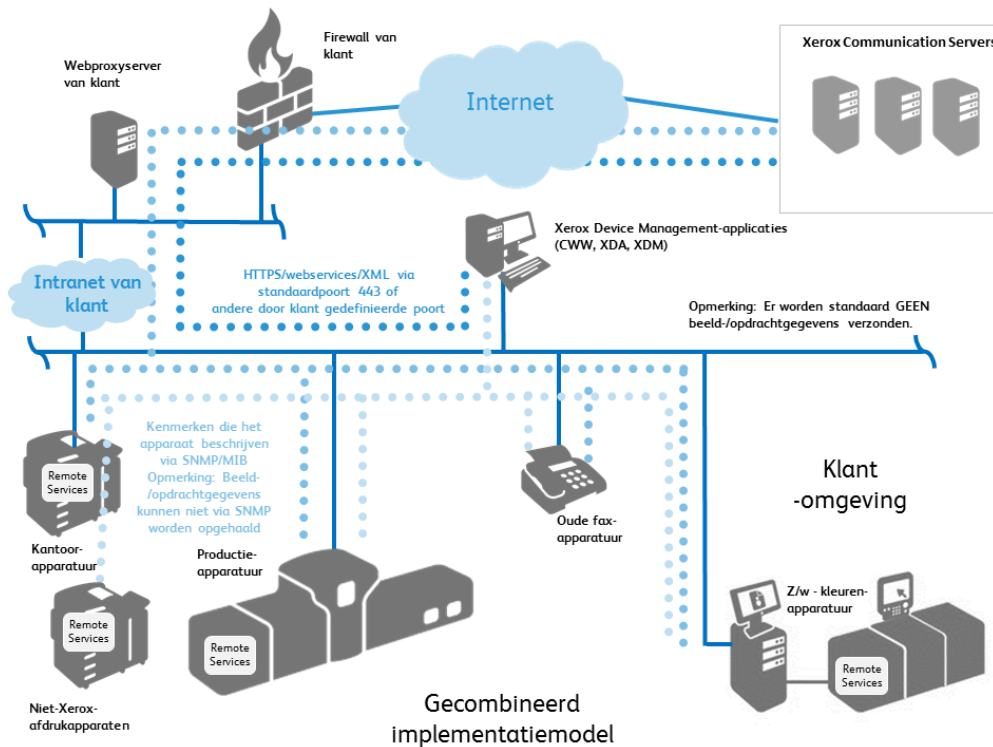 Firewall van
klant
Xerox Communication Servers
Webproxyserver
van klant
Internet
Xerox Device Management-applicaties
(CWW, XDA, XDM)
Intranet van
klant
HTTPS/webservices/XML via
standaardpoort 443 of
andere door klant gedefinieerde poort
Opmerking: Er worden standaard GEEN
beeld-/opdrachtgegevens verzonden.
Kenmerken die het
apparaat beschrijven
via SNMP/MIB
Opmerking: Beeld-
/opdrachtgegevens
kunnen niet via SNMP
worden opgehaald
Remote
Services
Kantoor-
apparatuur
Productie-
apparatuur
Oude fax-
apparatuur
Klant
-omgeving
Z/w - kleuren-
apparatuur
Remote
Services
Remote
Services
Remote
Services
Niet-Xerox-
afdrukapparaten
Gecombineerd
implementatiemodel